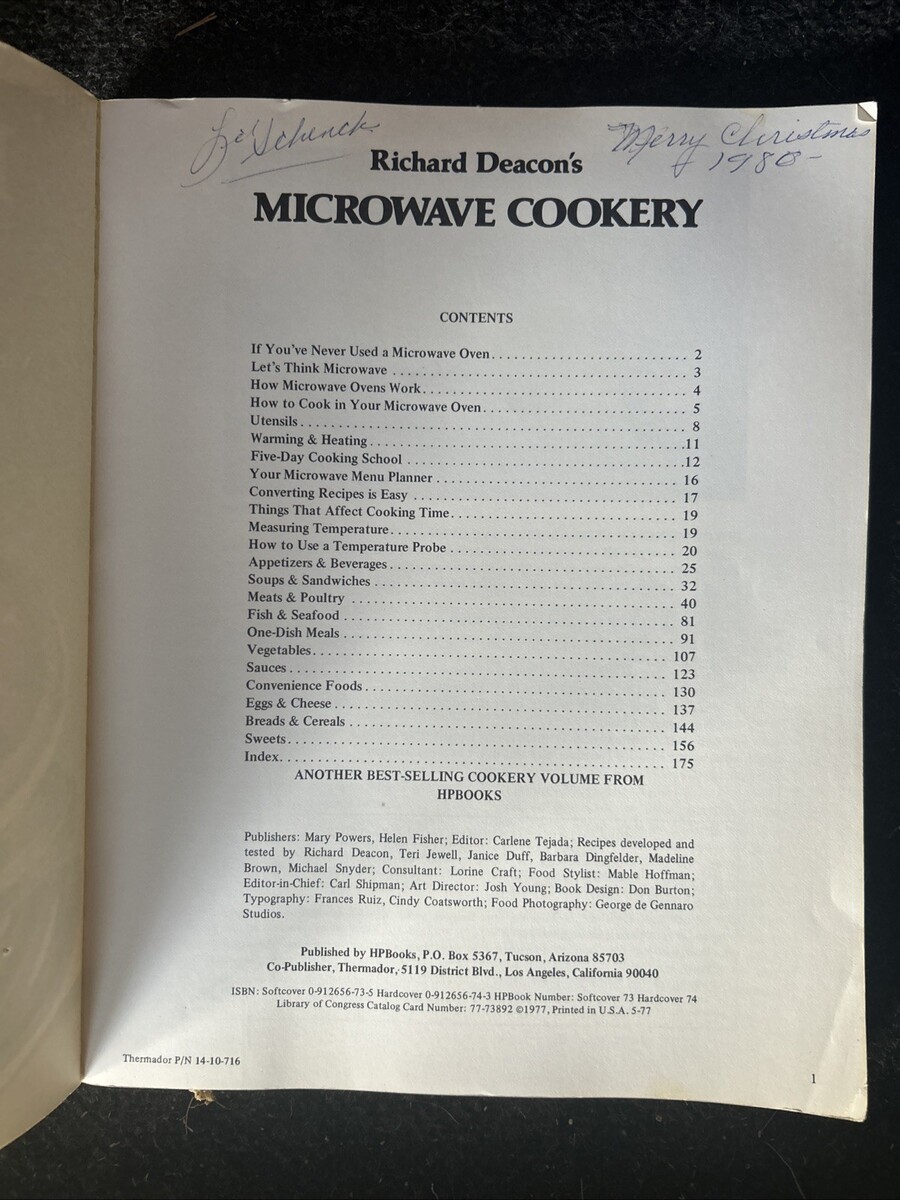 Schenck
Merry Christmas
1980-
Richard Deacon's
MICROWAVE COOKERY
CONTENTS
If You've Never Used a Microwave Oven . . . . . . . . . . . . . . . . . . . . . . . . . . 2
Let's Think Microwave . . . . . . . . . . . . . . . . . . . . . . . . . . . . . . . . . . . . . . . 3
How Microwave Ovens Work . . . . . . . . . . . . . . . . . . . . . . . . . . . . . . . . . . . 4
How to Cook in Your Microwave Oven . . . . . . . . . . . . . . . . . . . . . . . . . . . 5
Utensils . . . . . . . . . . . . . . . . . . . . . . . . . . . . . . . . . . . . . . . . . . . . . . . . . . . 8
Warming & Heating . . . . . . . . . . . . . . . . . . . . . . . . . . . . . . . . . . . . . . . . . .11
Five-Day Cooking School . . . . . . . . . . . . . . . . . . . . . . . . . . . . . . . . . . . . .12
Your Microwave Menu Planner . . . . . . . . . . . . . . . . . . . . . . . . . . . . . . . . . 16
Converting Recipes is Easy . . . . . . . . . . . . . . . . . . . . . . . . . . . . . . . . . . . 17
Things That Affect Cooking Time . . . . . . . . . . . . . . . . . . . . . . . . . . . . . . . 19
Measuring Temperature . . . . . . . . . . . . . . . . . . . . . . . . . . . . . . . . . . . . . . . 19
How to Use a Temperature Probe . . . . . . . . . . . . . . . . . . . . . . . . . . . . . . . 20
Appetizers & Beverages . . . . . . . . . . . . . . . . . . . . . . . . . . . . . . . . . . . . . . . 25
Soups & Sandwiches . . . . . . . . . . . . . . . . . . . . . . . . . . . . . . . . . . . . . . . . . 32
Meats & Poultry . . . . . . . . . . . . . . . . . . . . . . . . . . . . . . . . . . . . . . . . . . . . 40
Fish & Seafood . . . . . . . . . . . . . . . . . . . . . . . . . . . . . . . . . . . . . . . . . . . . . 81
One-Dish Meals . . . . . . . . . . . . . . . . . . . . . . . . . . . . . . . . . . . . . . . . . . . . 91
Vegetables . . . . . . . . . . . . . . . . . . . . . . . . . . . . . . . . . . . . . . . . . . . . . . . . 107
Sauces . . . . . . . . . . . . . . . . . . . . . . . . . . . . . . . . . . . . . . . . . . . . . . . . . . . 123
Convenience Foods . . . . . . . . . . . . . . . . . . . . . . . . . . . . . . . . . . . . . . . . . 130
Eggs & Cheese . . . . . . . . . . . . . . . . . . . . . . . . . . . . . . . . . . . . . . . . . . . . . 137
Breads & Cereals . . . . . . . . . . . . . . . . . . . . . . . . . . . . . . . . . . . . . . . . . . . 144
Sweets . . . . . . . . . . . . . . . . . . . . . . . . . . . . . . . . . . . . . . . . . . . . . . . . . . . 156
Index . . . . . . . . . . . . . . . . . . . . . . . . . . . . . . . . . . . . . . . . . . . . . . . . . . . . 175
ANOTHER BEST-SELLING COOKERY VOLUME FROM
HPBOOKS
Publishers: Mary Powers, Helen Fisher; Editor: Carlene Tejada; Recipes developed and
tested by Richard Deacon, Teri Jewell, Janice Duff, Barbara Dingfelder, Madeline
Brown, Michael Snyder; Consultant: Lorine Craft; Food Stylist: Mable Hoffman;
Editor-in-Chief: Carl Shipman; Art Director: Josh Young; Book Design: Don Burton;
Typography: Frances Ruiz, Cindy Coatsworth; Food Photography: George de Gennaro
Studios.
Published by HPBooks, P.O. Box 5367, Tucson, Arizona 85703
Co-Publisher, Thermador, 5119 District Blvd., Los Angeles, California 90040
ISBN: Softcover 0-912656-73-5 Hardcover 0-912656-74-3 HPBook Number: Softcover 73 Hardcover 74
Library of Congress Catalog Card Number: 77-73892 ©1977, Printed in U.S.A. 5-77
Thermador P/N 14-10-716
1